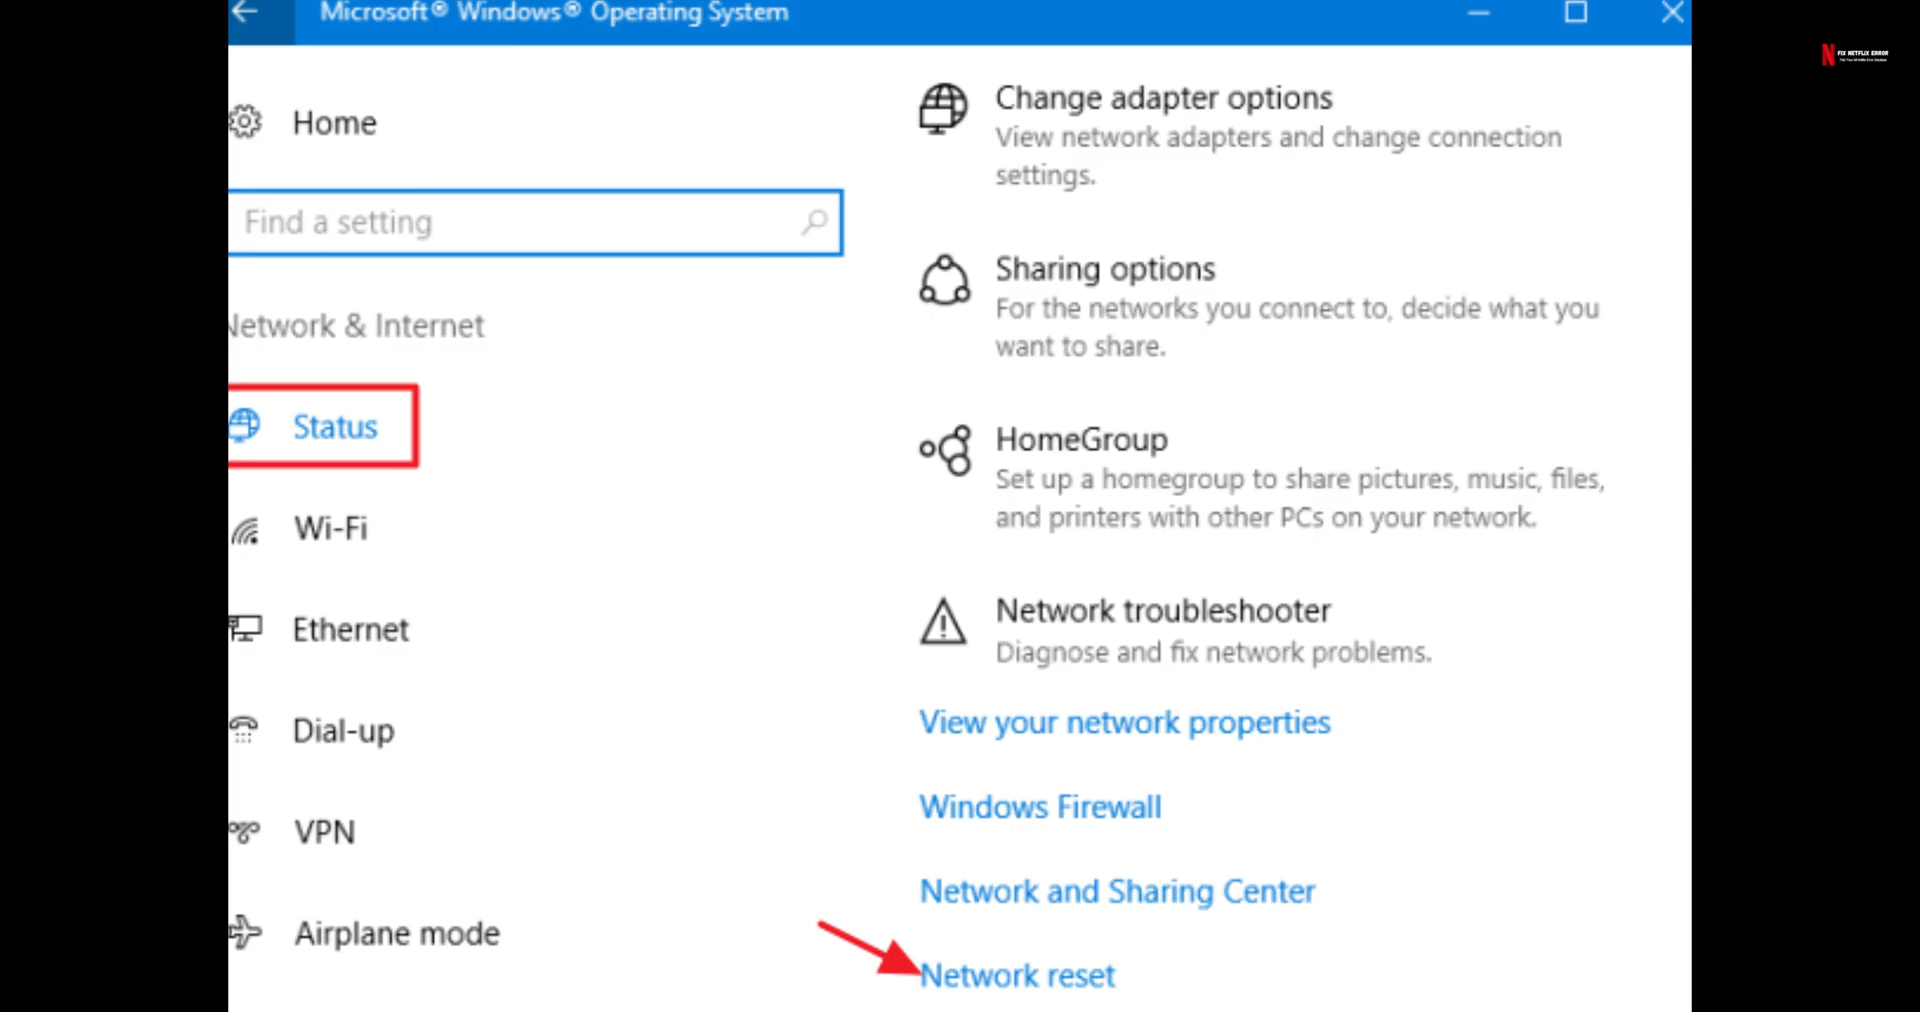 Microsoft® Windows® Operating System
FIX NETFLIX ERROR
Home
Find a setting
Network & Internet
Status
Wi-Fi
Ethernet
Dial-up
VPN
Airplane mode
Change adapter options
View network adapters and change connection
settings.
Sharing options
For the networks you connect to, decide what you
want to share.
HomeGroup
Set up a homegroup to share pictures, music, files,
and printers with other PCs on your network.
Network troubleshooter
Diagnose and fix network problems.
View your network properties
Windows Firewall
Network and Sharing Center
Network reset